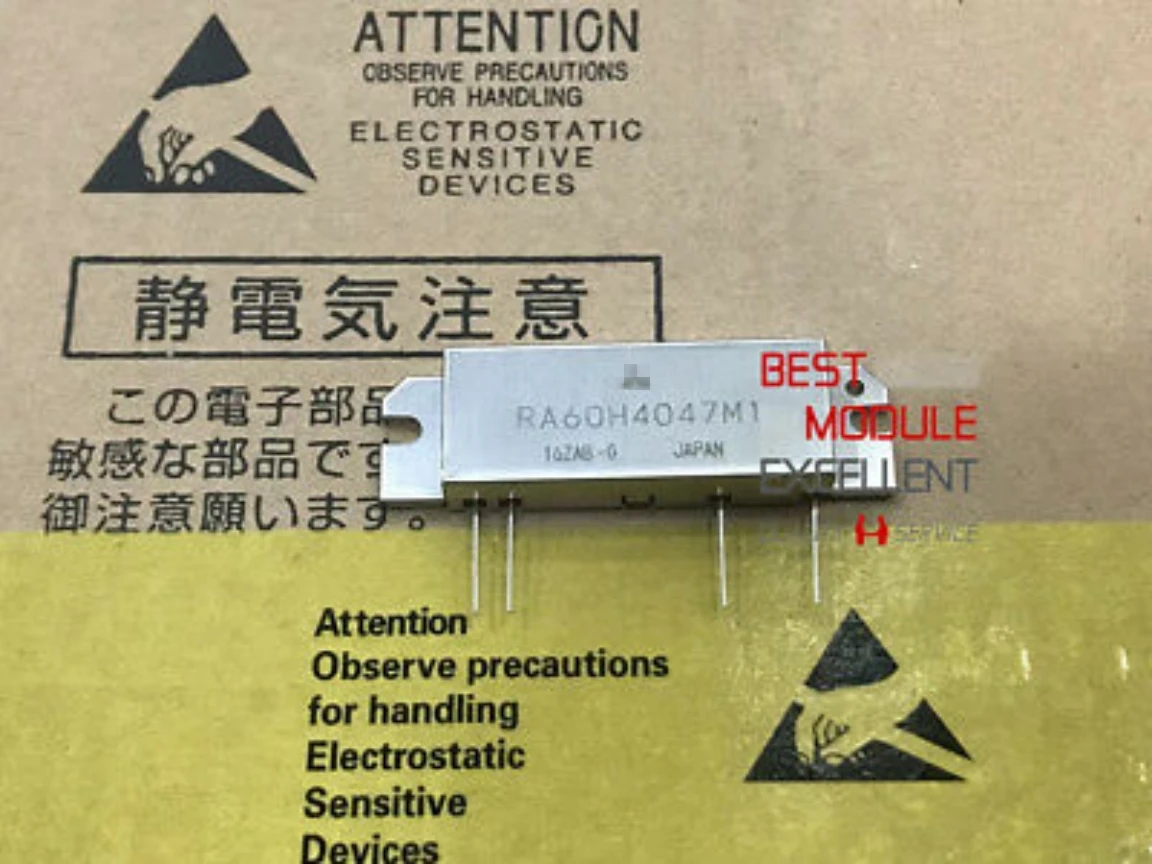 ATTENTION
OBSERVE PRECAUTIONS
FOR HANDLING
ELECTROSTATIC
SENSITIVE
DEVICES
静電気注意
この電子部品
敏感な部品です
御注意願います。
RA60H4047M1
16ZAB-G JAPAN
BEST
MODULE
EXCELLENT
SERVICE
Attention
Observe precautions
for handling
Electrostatic
Sensitive
Devices